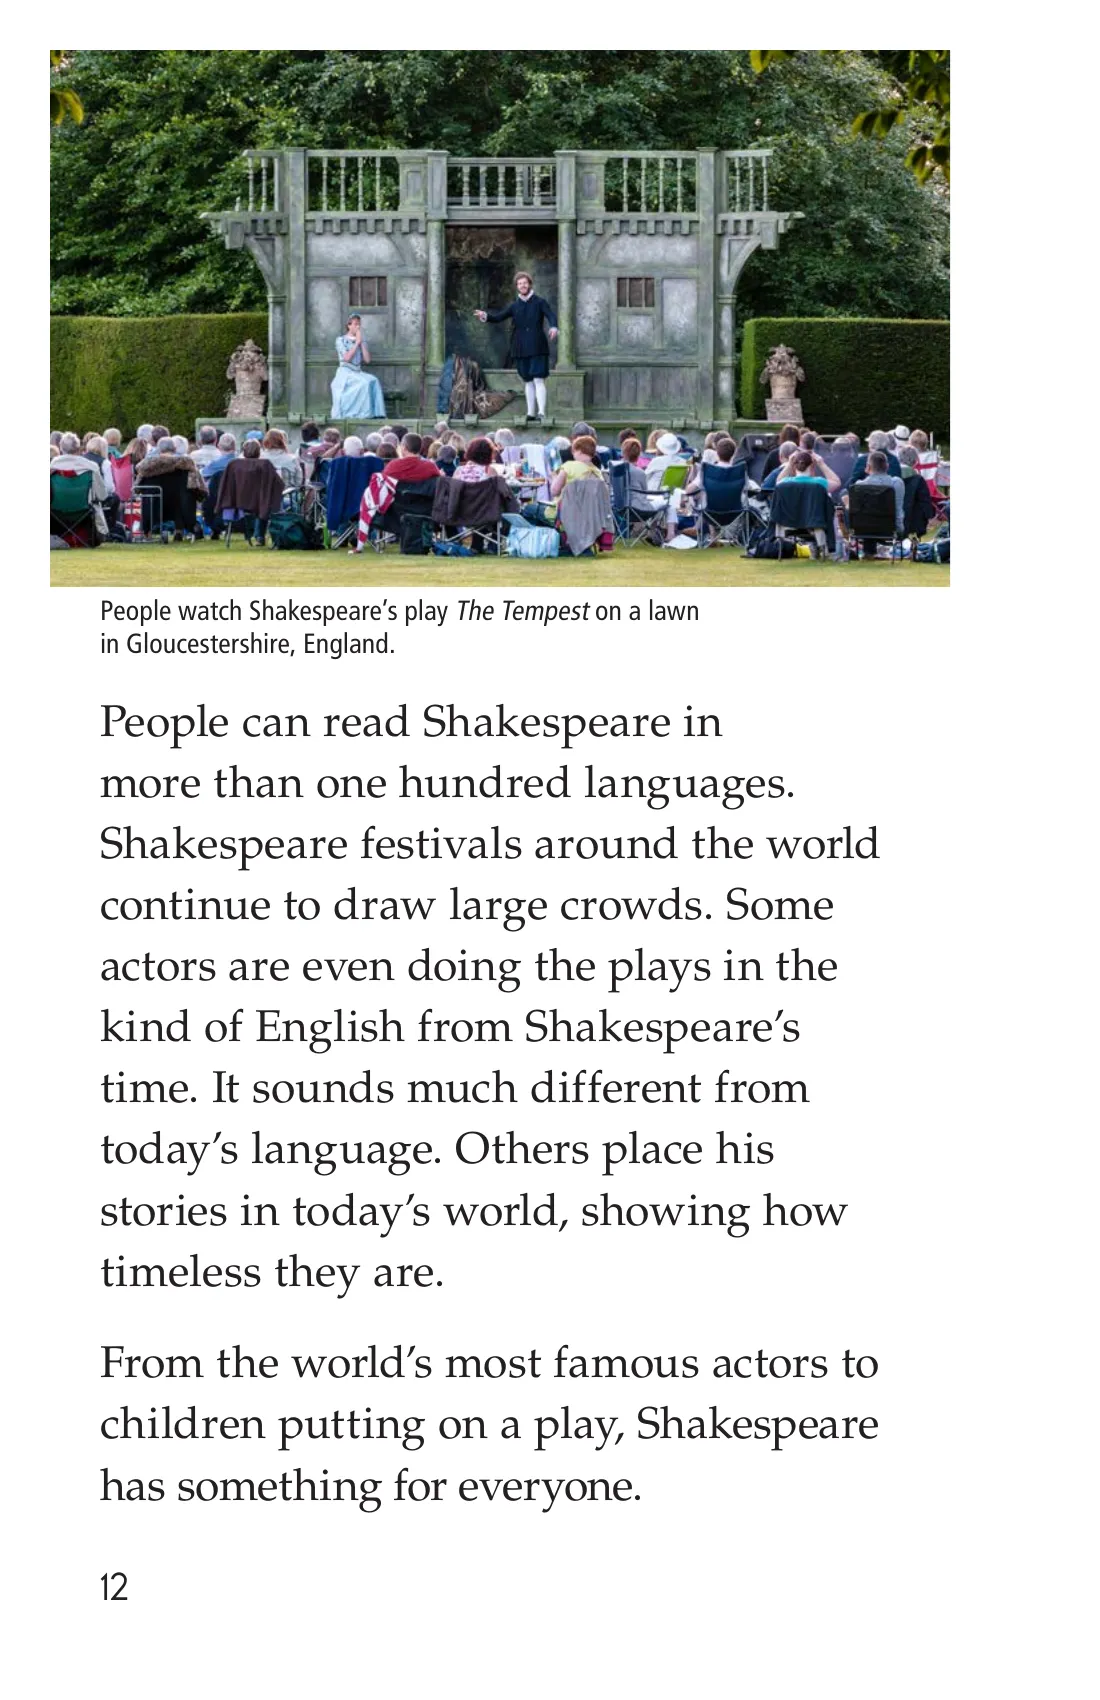 People watch Shakespeare’s play The Tempest on a lawn
in Gloucestershire, England.
People can read Shakespeare in
more than one hundred languages.
Shakespeare festivals around the world
continue to draw large crowds. Some
actors are even doing the plays in the
kind of English from Shakespeare’s
time. It sounds much different from
today’s language. Others place his
stories in today’s world, showing how
timeless they are.
From the world’s most famous actors to
children putting on a play, Shakespeare
has something for everyone.
12